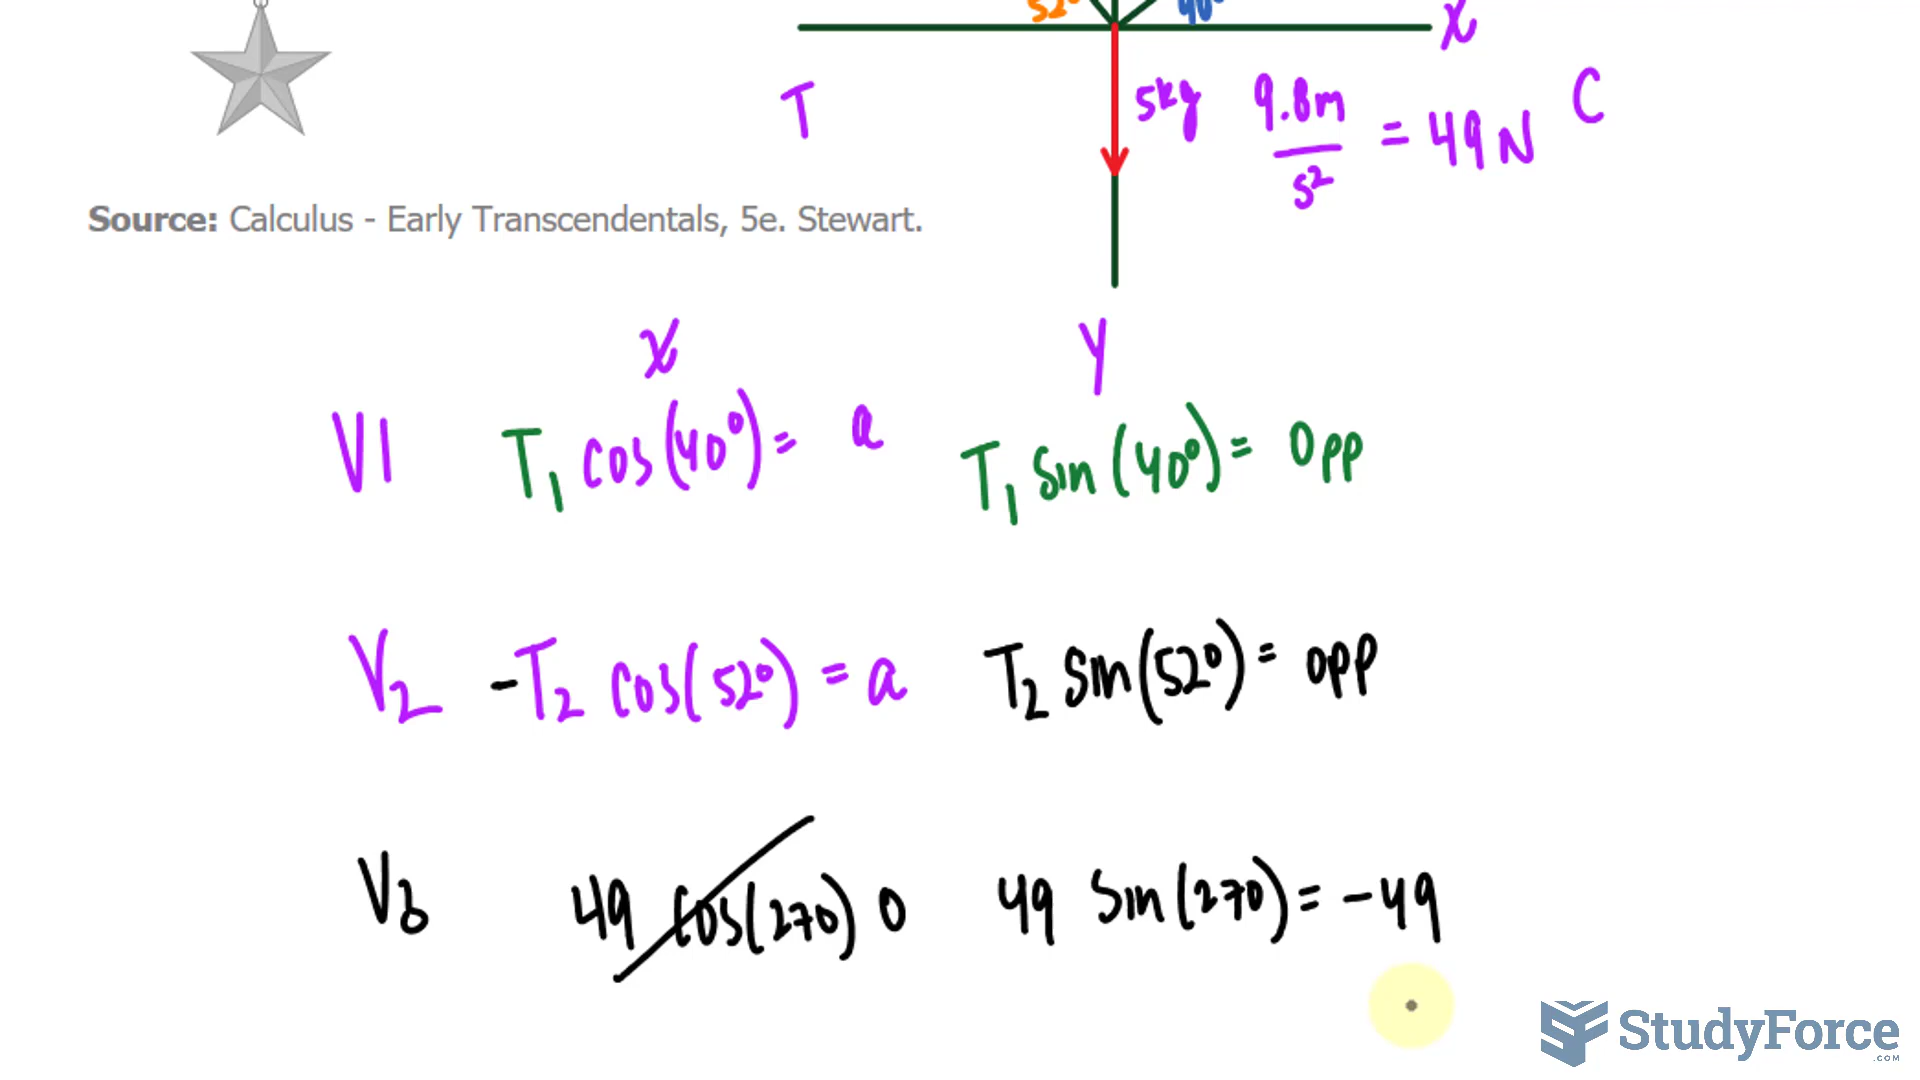 52° 40° x
T 5kg 9.8m/s² = 49N C
Source: Calculus - Early Transcendentals, 5e. Stewart.
x y
V1 T₁ cos(40°) = a T₁ sin(40°) = opp
V₂ -T₂ cos(52°) = a T₂ sin(52°) = opp
V₃ 49 cos(270) 0 49 sin(270) = -49
StudyForce
.COM